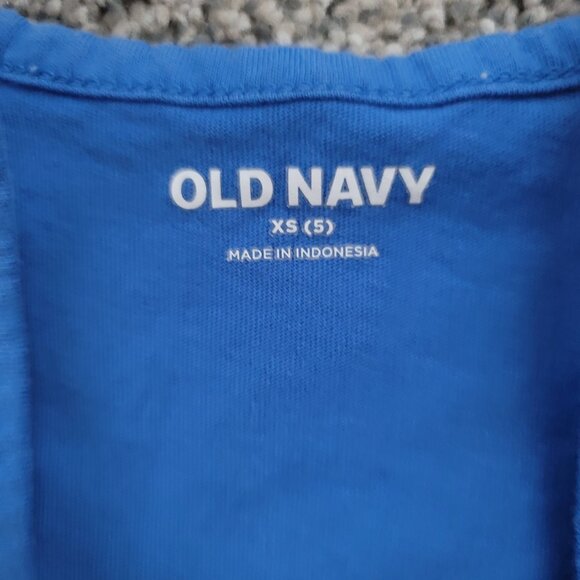 OLD NAVY
XS (5)
MADE IN INDONESIA